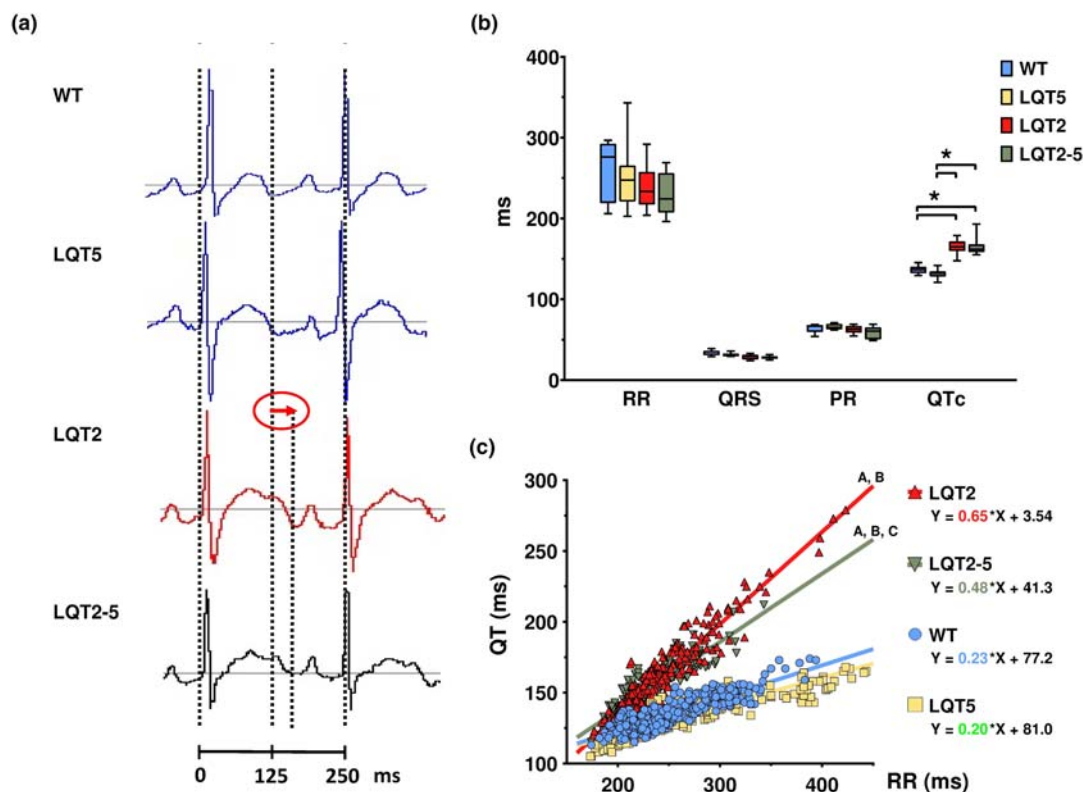 (a)
WT
LQT5
LQT2
LQT2-5
0 125 250 ms
(b)
400
300
200
100
0
ms
RR QRS PR QTc
*
*
WT
LQT5
LQT2
LQT2-5
(c)
300
250
200
150
100
QT (ms)
200 300 400
RR (ms)
A, B
A, B, C
LQT2
Y = 0.65*X + 3.54
LQT2-5
Y = 0.48*X + 41.3
WT
Y = 0.23*X + 77.2
LQT5
Y = 0.20*X + 81.0